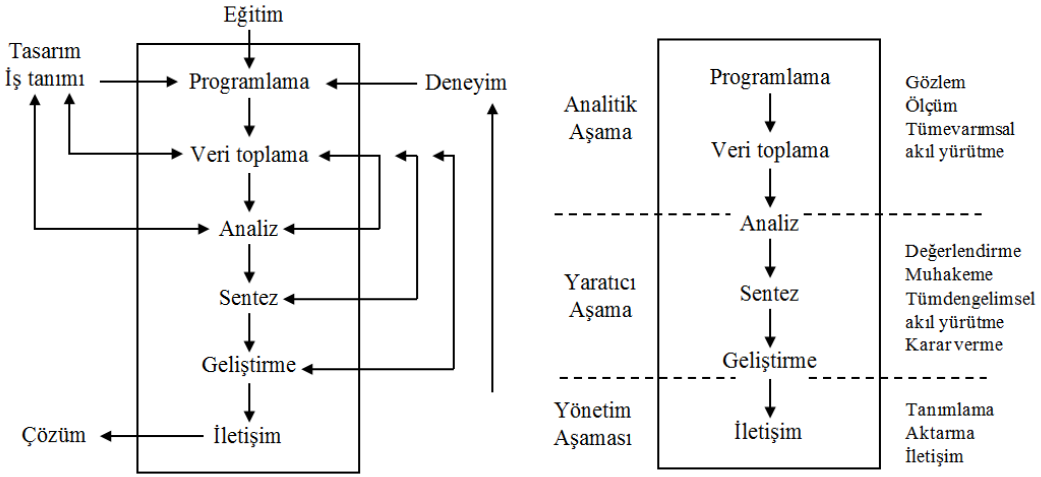 Eğitim
Tasarım
İş tanımı
Programlama
Deneyim
Veri toplama
Analiz
Sentez
Geliştirme
Çözüm
İletişim
Analitik
Aşama
Programlama
Veri toplama
Gözlem
Ölçüm
Tümevarımsal
akıl yürütme
Analiz
Yaratıcı
Aşama
Sentez
Geliştirme
Değerlendirme
Muhakeme
Tümdengelimsel
akıl yürütme
Karar verme
Yönetim
Aşaması
İletişim
Tanımlama
Aktarma
İletişim